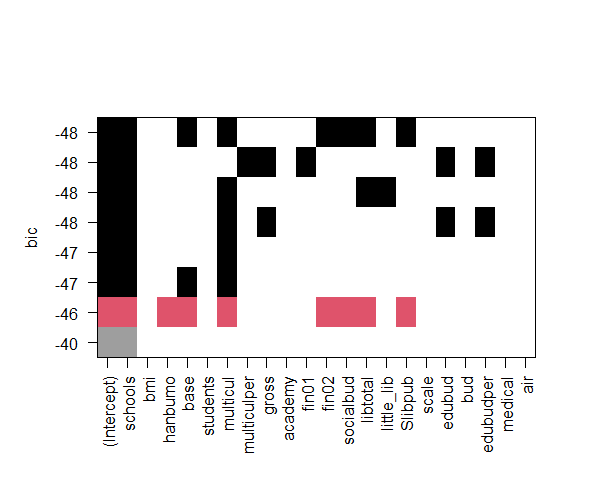 bic
-48
-48
-48
-48
-47
-47
-46
-40
(Intercept)
schools
bmi
hanbumo
base
students
multicul
multiculper
gross
academy
fin01
fin02
socialbud
libtotal
little_lib
Slibpub
scale
edubud
bud
edubudper
medical
air